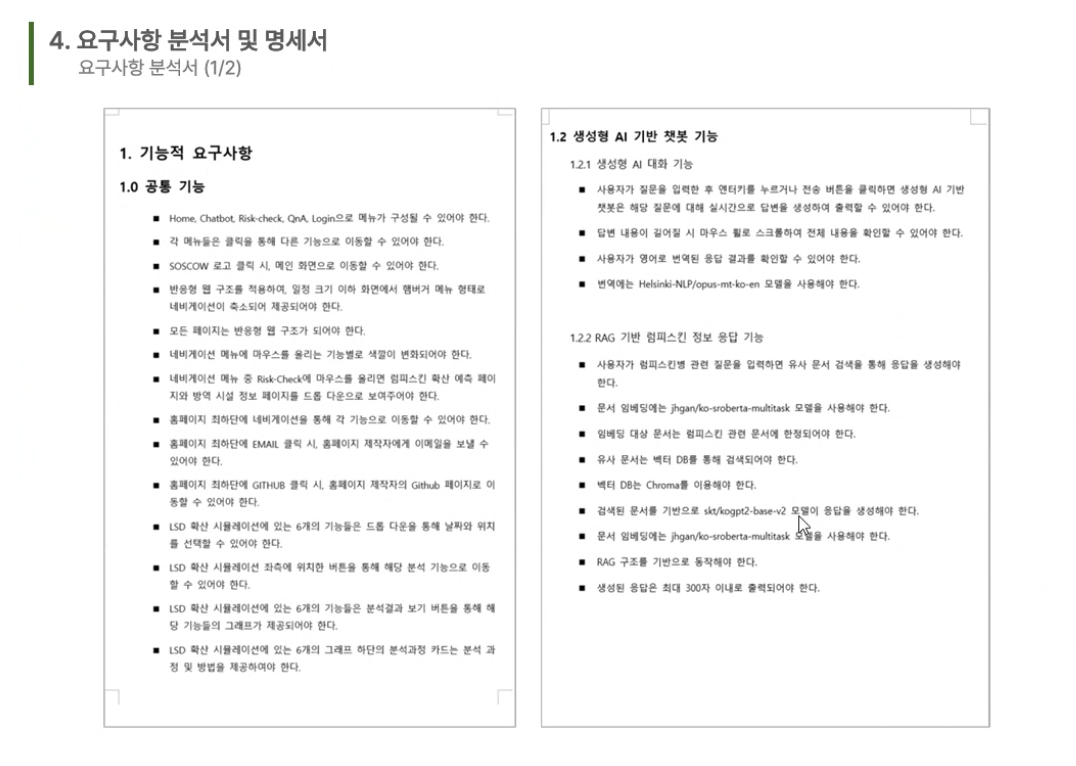 4. 요구사항 분석서 및 명세서
요구사항 분석서 (1/2)
1. 기능적 요구사항
1.0 공통 기능
■ Home, Chatbot, Risk-check, QnA, Login으로 메뉴가 구성될 수 있어야 한다.
■ 각 메뉴들은 클릭을 통해 다른 기능으로 이동할 수 있어야 한다.
■ SOSCOW 로고 클릭 시, 메인 화면으로 이동할 수 있어야 한다.
■ 반응형 웹 구조를 적용하여, 일정 크기 이하 화면에서 햄버거 메뉴 형태로
네비게이션이 축소되어 제공되어야 한다.
■ 모든 페이지는 반응형 웹 구조가 되어야 한다.
■ 네비게이션 메뉴에 마우스를 올리는 기능별로 색깔이 변화되어야 한다.
■ 네비게이션 메뉴 중 Risk-Check에 마우스를 올리면 럼피스킨 확산 예측 페이
지와 방역 시설 정보 페이지를 드롭 다운으로 보여주어야 한다.
■ 홈페이지 최하단에 네비게이션을 통해 각 기능으로 이동할 수 있어야 한다.
■ 홈페이지 최하단에 EMAIL 클릭 시, 홈페이지 제작자에게 이메일을 보낼 수
있어야 한다.
■ 홈페이지 최하단에 GITHUB 클릭 시, 홈페이지 제작자의 Github 페이지로 이
동할 수 있어야 한다.
■ LSD 확산 시뮬레이션에 있는 6개의 기능들은 드롭 다운을 통해 날짜와 위치
를 선택할 수 있어야 한다.
■ LSD 확산 시뮬레이션 좌측에 위치한 버튼을 통해 해당 분석 기능으로 이동
할 수 있어야 한다.
■ LSD 확산 시뮬레이션에 있는 6개의 기능들은 분석결과 보기 버튼을 통해 해
당 기능들의 그래프가 제공되어야 한다.
■ LSD 확산 시뮬레이션에 있는 6개의 그래프 하단의 분석과정 카드는 분석 과
정 및 방법을 제공하여야 한다.
1.2 생성형 AI 기반 챗봇 기능
1.2.1 생성형 AI 대화 기능
■ 사용자가 질문을 입력한 후 엔터키를 누르거나 전송 버튼을 클릭하면 생성형 AI 기반
챗봇은 해당 질문에 대해 실시간으로 답변을 생성하여 출력할 수 있어야 한다.
■ 답변 내용이 길어질 시 마우스 휠로 스크롤하여 전체 내용을 확인할 수 있어야 한다.
■ 사용자가 영어로 번역된 응답 결과를 확인할 수 있어야 한다.
■ 번역에는 Helsinki-NLP/opus-mt-ko-en 모델을 사용해야 한다.
1.2.2 RAG 기반 럼피스킨 정보 응답 기능
■ 사용자가 럼피스킨병 관련 질문을 입력하면 유사 문서 검색을 통해 응답을 생성해야
한다.
■ 문서 임베딩에는 jhgan/ko-sroberta-multitask 모델을 사용해야 한다.
■ 임베딩 대상 문서는 럼피스킨 관련 문서에 한정되어야 한다.
■ 유사 문서는 벡터 DB를 통해 검색되어야 한다.
■ 벡터 DB는 Chroma를 이용해야 한다.
■ 검색된 문서를 기반으로 skt/kogpt2-base-v2 모델이 응답을 생성해야 한다.
■ 문서 임베딩에는 jhgan/ko-sroberta-multitask 모델을 사용해야 한다.
■ RAG 구조를 기반으로 동작해야 한다.
■ 생성된 응답은 최대 300자 이내로 출력되어야 한다.